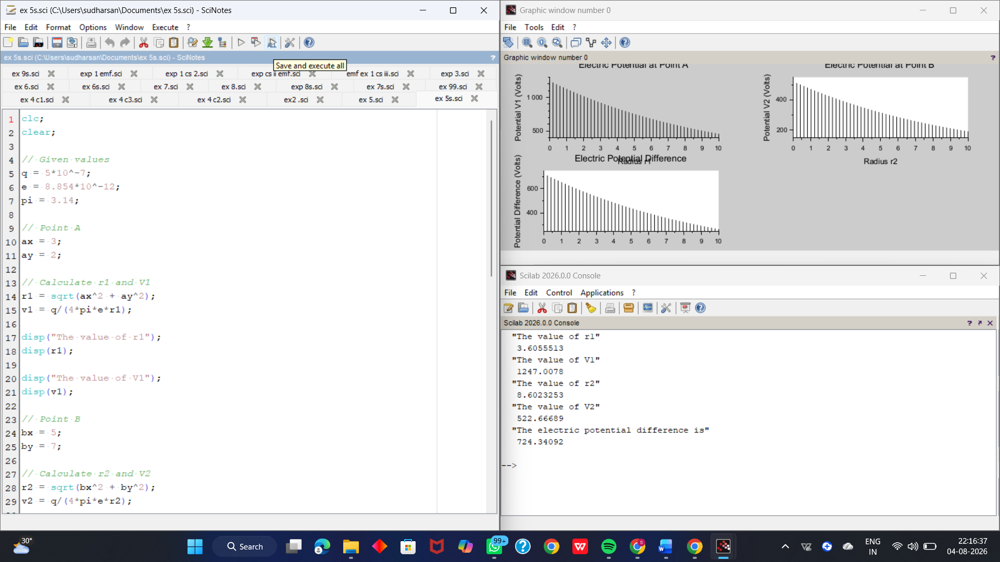 ex 5s.sci (C:\Users\sudharsan\Documents\ex 5s.sci) - SciNotes
File Edit Format Options Window Execute ?
ex 5s.sci (C:\Users\sudharsan\Documents\ex 5s.sci) - SciNotes ?
Save and execute all
ex 9s.sci exp 1 emf.sci exp 1 cs 2.sci exp cs ii emf.sci emf ex 1 cs iii.sci exp 3.sci
ex 6.sci ex 6s.sci ex 7.sci ex 8.sci exp 8s.sci ex 7s.sci ex 99.sci
ex 4 c1.sci ex 4 c3.sci ex 4 c2.sci ex2 .sci ex 5.sci ex 5s.sci
1 clc;
2 clear;
3
4 // Given values
5 q = 5*10^-7;
6 e = 8.854*10^-12;
7 pi = 3.14;
8
9 // Point A
10 ax = 3;
11 ay = 2;
12
13 // Calculate r1 and V1
14 r1 = sqrt(ax^2 + ay^2);
15 v1 = q/(4*pi*e*r1);
16
17 disp("The value of r1");
18 disp(r1);
19
20 disp("The value of V1");
21 disp(v1);
22
23 // Point B
24 bx = 5;
25 by = 7;
26
27 // Calculate r2 and V2
28 r2 = sqrt(bx^2 + by^2);
29 v2 = q/(4*pi*e*r2);
Graphic window number 0
File Tools Edit ?
Graphic window number 0 ?
Electric Potential at Point A
Potential V1 (Volts)
1 000
500
0 1 2 3 4 5 6 7 8 9 10
Radius r1
Electric Potential at Point B
Potential V2 (Volts)
400
200
0 1 2 3 4 5 6 7 8 9 10
Radius r2
Electric Potential Difference
Potential Difference (Volts)
600
400
0 1 2 3 4 5 6 7 8 9 10
Scilab 2026.0.0 Console
File Edit Control Applications ?
Scilab 2026.0.0 Console ?
"The value of r1"
3.6055513
"The value of V1"
1247.0078
"The value of r2"
8.6023253
"The value of V2"
522.66689
"The electric potential difference is"
724.34092
-->
30°
Search
99+
S
W
W
ENG
IN
22:16:37
04-08-2026